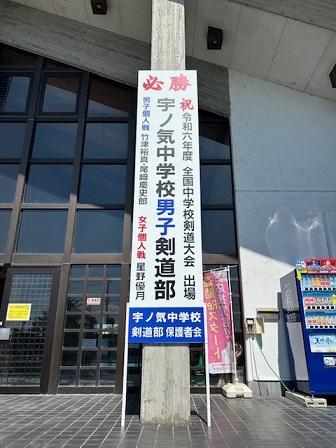 必勝
祝 令和六年度 全国中学校剣道大会 出場
宇ノ気中学校男子剣道部
男子個人戦 竹津裕真・尾﨑慶史郎
女子個人戦 星野優月
宇ノ気中学校
剣道部 保護者会